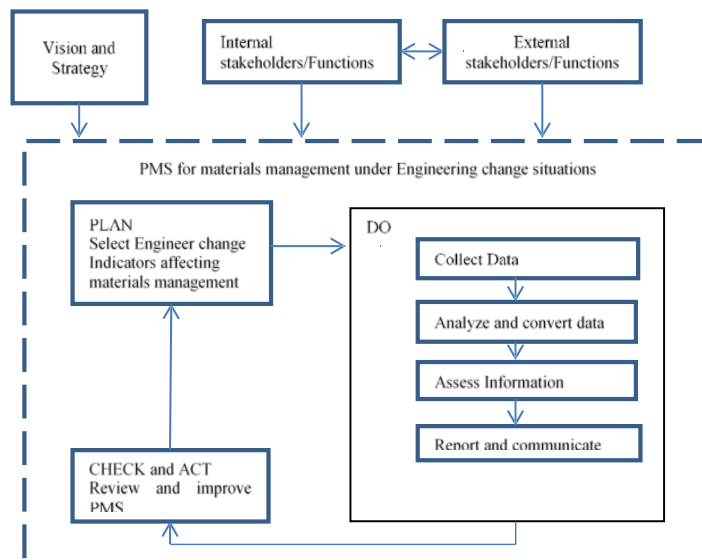 Vision and
Strategy
Internal
stakeholders/Functions
External
stakeholders/Functions
PMS for materials management under Engineering change situations
PLAN
Select Engineer change
Indicators affecting
materials management
DO
Collect Data
Analyze and convert data
Assess Information
Report and communicate
CHECK and ACT
Review and improve
PMS